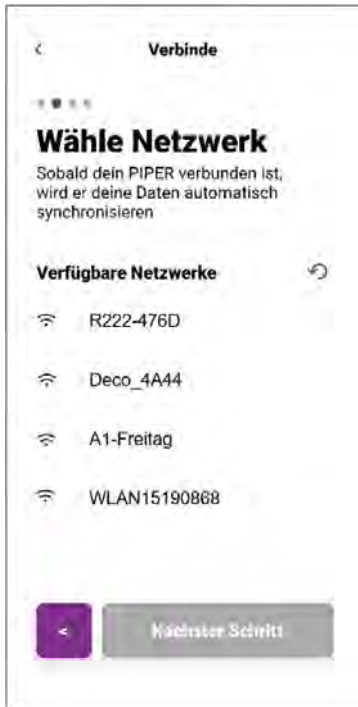 Verbinde
Wähle Netzwerk
Sobald dein PIPER verbunden ist,
wird er deine Daten automatisch
synchronisieren
Verfügbare Netzwerke
R222-476D
Deco_4A44
A1-Freitag
WLAN15190868
< Nächster Schritt